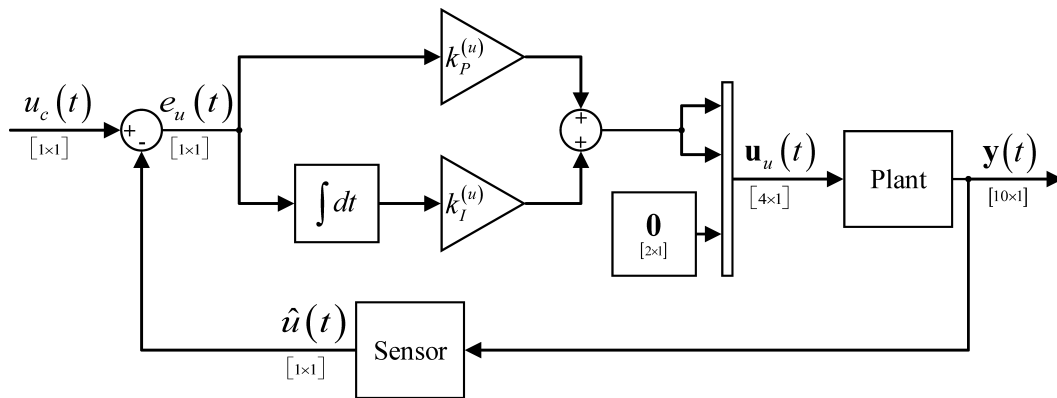 u_c(t)
[1×1]
+
-
e_u(t)
[1×1]
k_P^{(u)}
∫dt
k_I^{(u)}
+
+
0
[2×1]
𝐮_u(t)
[4×1]
Plant
𝐲(t)
[10×1]
û(t)
[1×1]
Sensor